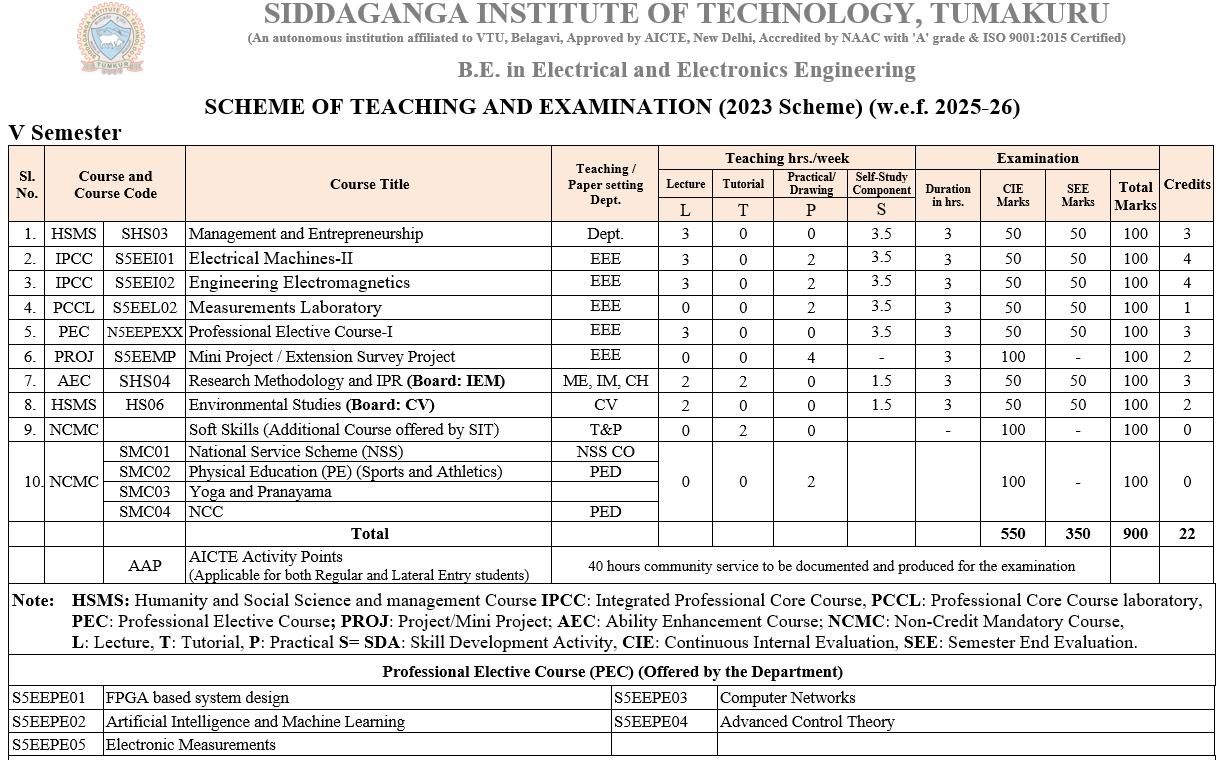 SIDDAGANGA INSTITUTE OF TECHNOLOGY, TUMAKURU
(An autonomous institution affiliated to VTU, Belagavi, Approved by AICTE, New Delhi, Accredited by NAAC with 'A' grade & ISO 9001:2015 Certified)
B.E. in Electrical and Electronics Engineering
SCHEME OF TEACHING AND EXAMINATION (2023 Scheme) (w.e.f. 2025-26)
V Semester
Sl. No. Course and Course Code Course Title Teaching / Paper setting Dept. Teaching hrs./week Examination Credits
Lecture Tutorial Practical/ Drawing Self-Study Component Duration in hrs. CIE Marks SEE Marks Total Marks
L T P S
1. HSMS SHS03 Management and Entrepreneurship Dept. 3 0 0 3.5 3 50 50 100 3
2. IPCC S5EEI01 Electrical Machines-II EEE 3 0 2 3.5 3 50 50 100 4
3. IPCC S5EEI02 Engineering Electromagnetics EEE 3 0 2 3.5 3 50 50 100 4
4. PCCL S5EEL02 Measurements Laboratory EEE 0 0 2 3.5 3 50 50 100 1
5. PEC N5EEPEXX Professional Elective Course-I EEE 3 0 0 3.5 3 50 50 100 3
6. PROJ S5EEMP Mini Project / Extension Survey Project EEE 0 0 4 - 3 100 - 100 2
7. AEC SHS04 Research Methodology and IPR (Board: IEM) ME, IM, CH 2 2 0 1.5 3 50 50 100 3
8. HSMS HS06 Environmental Studies (Board: CV) CV 2 0 0 1.5 3 50 50 100 2
9. NCMC Soft Skills (Additional Course offered by SIT) T&P 0 2 0 - 100 - 100 0
10. NCMC SMC01 National Service Scheme (NSS) NSS CO 0 0 2 100 - 100 0
SMC02 Physical Education (PE) (Sports and Athletics) PED
SMC03 Yoga and Pranayama
SMC04 NCC PED
Total 550 350 900 22
AAP AICTE Activity Points 40 hours community service to be documented and produced for the examination
(Applicable for both Regular and Lateral Entry students)
Note: HSMS: Humanity and Social Science and management Course IPCC: Integrated Professional Core Course, PCCL: Professional Core Course laboratory,
PEC: Professional Elective Course; PROJ: Project/Mini Project; AEC: Ability Enhancement Course; NCMC: Non-Credit Mandatory Course,
L: Lecture, T: Tutorial, P: Practical S= SDA: Skill Development Activity, CIE: Continuous Internal Evaluation, SEE: Semester End Evaluation.
Professional Elective Course (PEC) (Offered by the Department)
S5EEPE01 FPGA based system design S5EEPE03 Computer Networks
S5EEPE02 Artificial Intelligence and Machine Learning S5EEPE04 Advanced Control Theory
S5EEPE05 Electronic Measurements